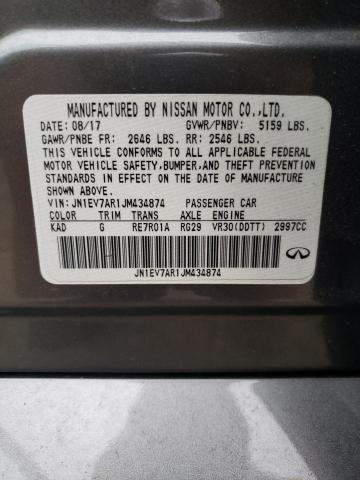 MANUFACTURED BY NISSAN MOTOR CO.,LTD.
DATE: 08/17 GVWR/PNBV: 5159 LBS.
GAWR/PNBE FR: 2646 LBS. RR: 2546 LBS.
THIS VEHICLE CONFORMS TO ALL APPLICABLE FEDERAL
MOTOR VEHICLE SAFETY, BUMPER, AND THEFT PREVENTION
STANDARDS IN EFFECT ON THE DATE OF MANUFACTURE
SHOWN ABOVE.
VIN: JN1EV7AR1JM434874 PASSENGER CAR
COLOR TRIM TRANS AXLE ENGINE
KAD G RE7R01A RG29 VR30(DDTT) 2997CC
JN1EV7AR1JM434874
INFINITI